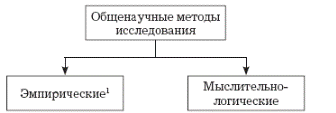 Общенаучные методы
исследования
Эмпирические¹
Мыслительно-
логические